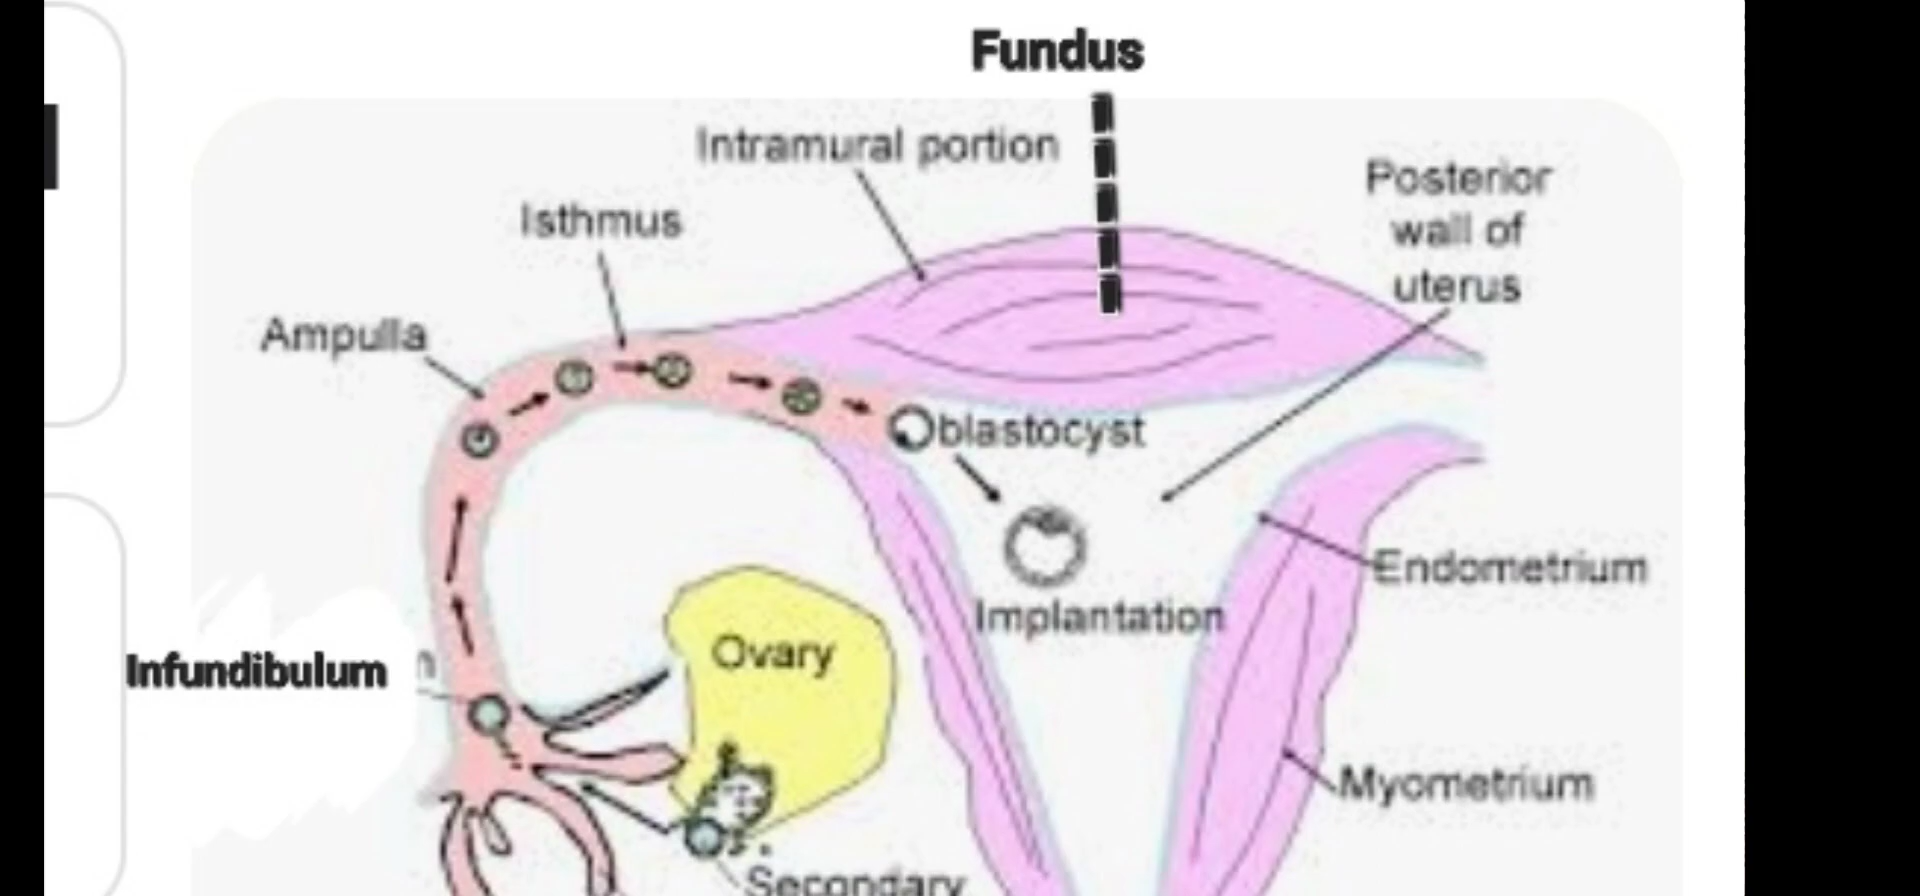 Fundus
Intramural portion
Posterior
wall of
uterus
Isthmus
Ampulla
blastocyst
Endometrium
Implantation
Ovary
Infundibulum
Myometrium
Secondary